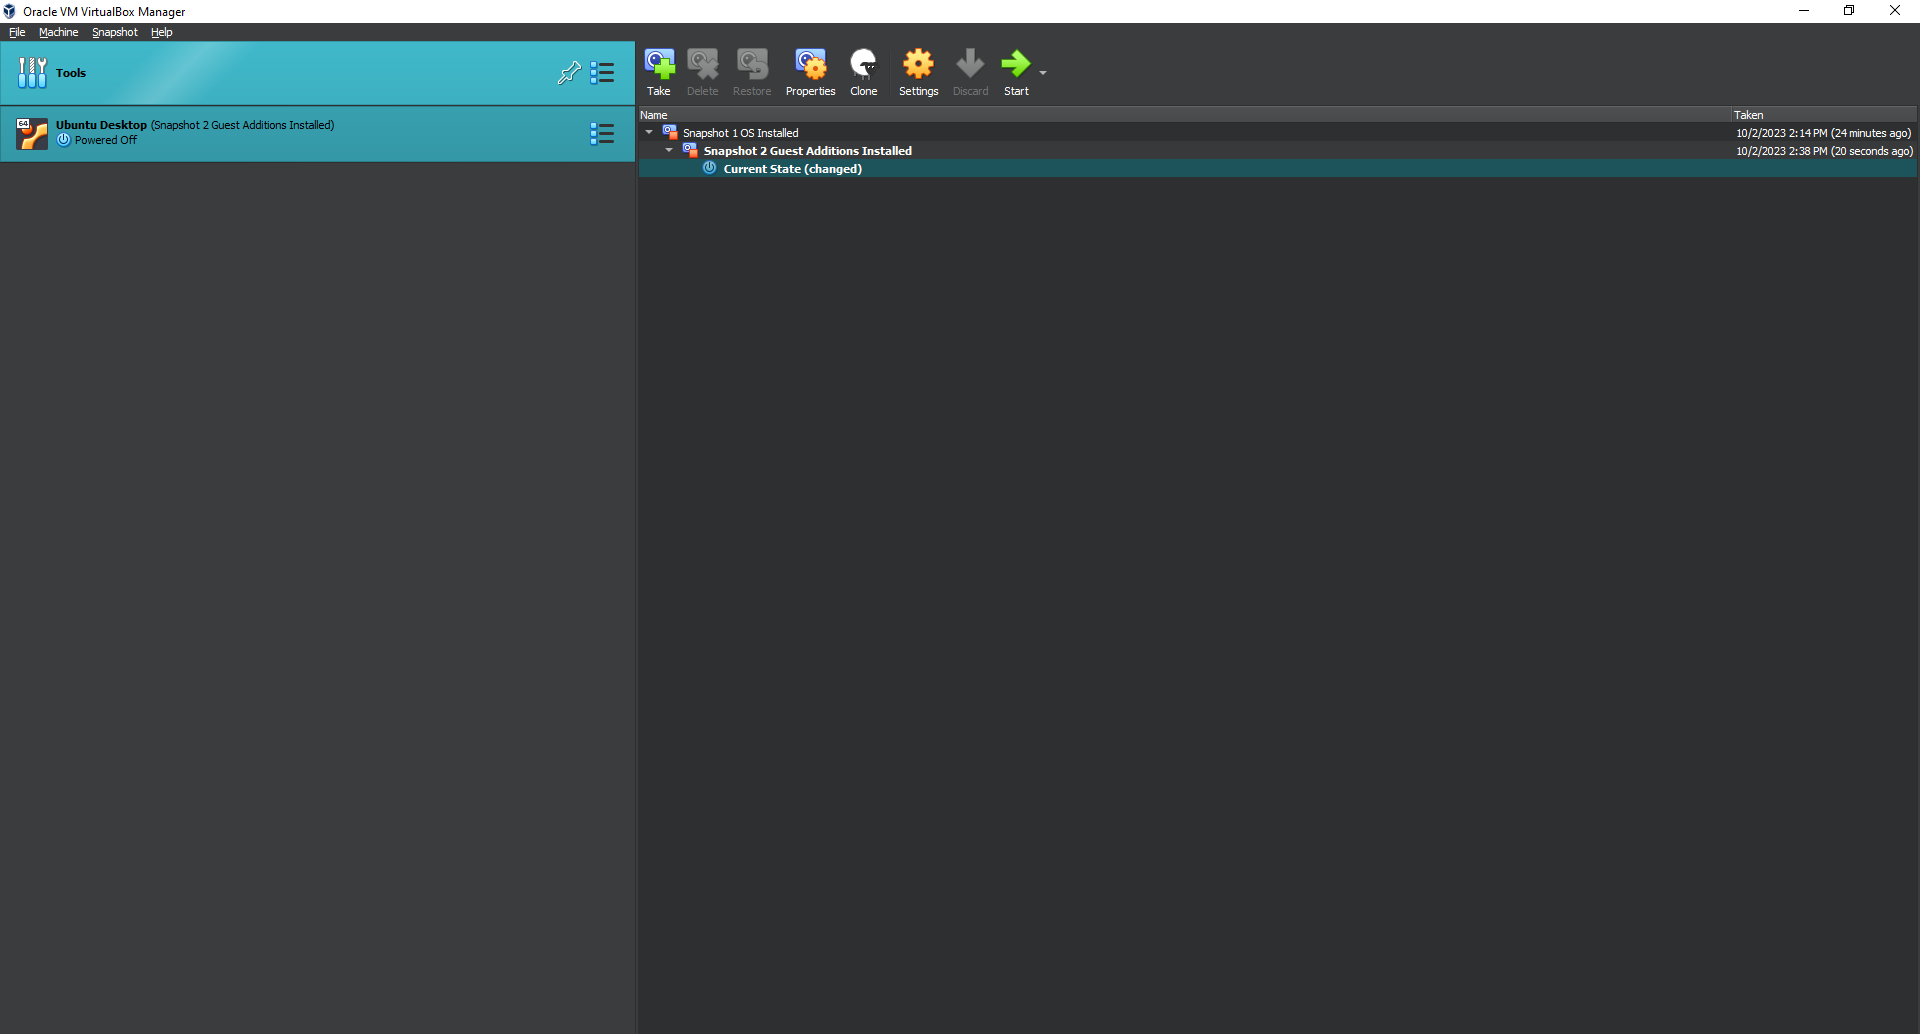 Oracle VM VirtualBox Manager
File Machine Snapshot Help
Tools
64
Ubuntu Desktop (Snapshot 2 Guest Additions Installed)
Powered Off
Take Delete Restore Properties Clone Settings Discard Start
Name Taken
Snapshot 1 OS Installed 10/2/2023 2:14 PM (24 minutes ago)
Snapshot 2 Guest Additions Installed 10/2/2023 2:38 PM (20 seconds ago)
Current State (changed)